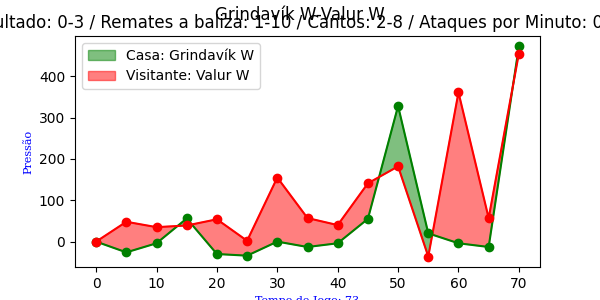 Grindavík W-Valur W
ultado: 0-3 / Remates a baliza: 1-10 / Cantos: 2-8 / Ataques por Minuto: 0
Casa: Grindavík W
Visitante: Valur W
Pressão
400
300
200
100
0
0 10 20 30 40 50 60 70
Tempo de Jogo: 73